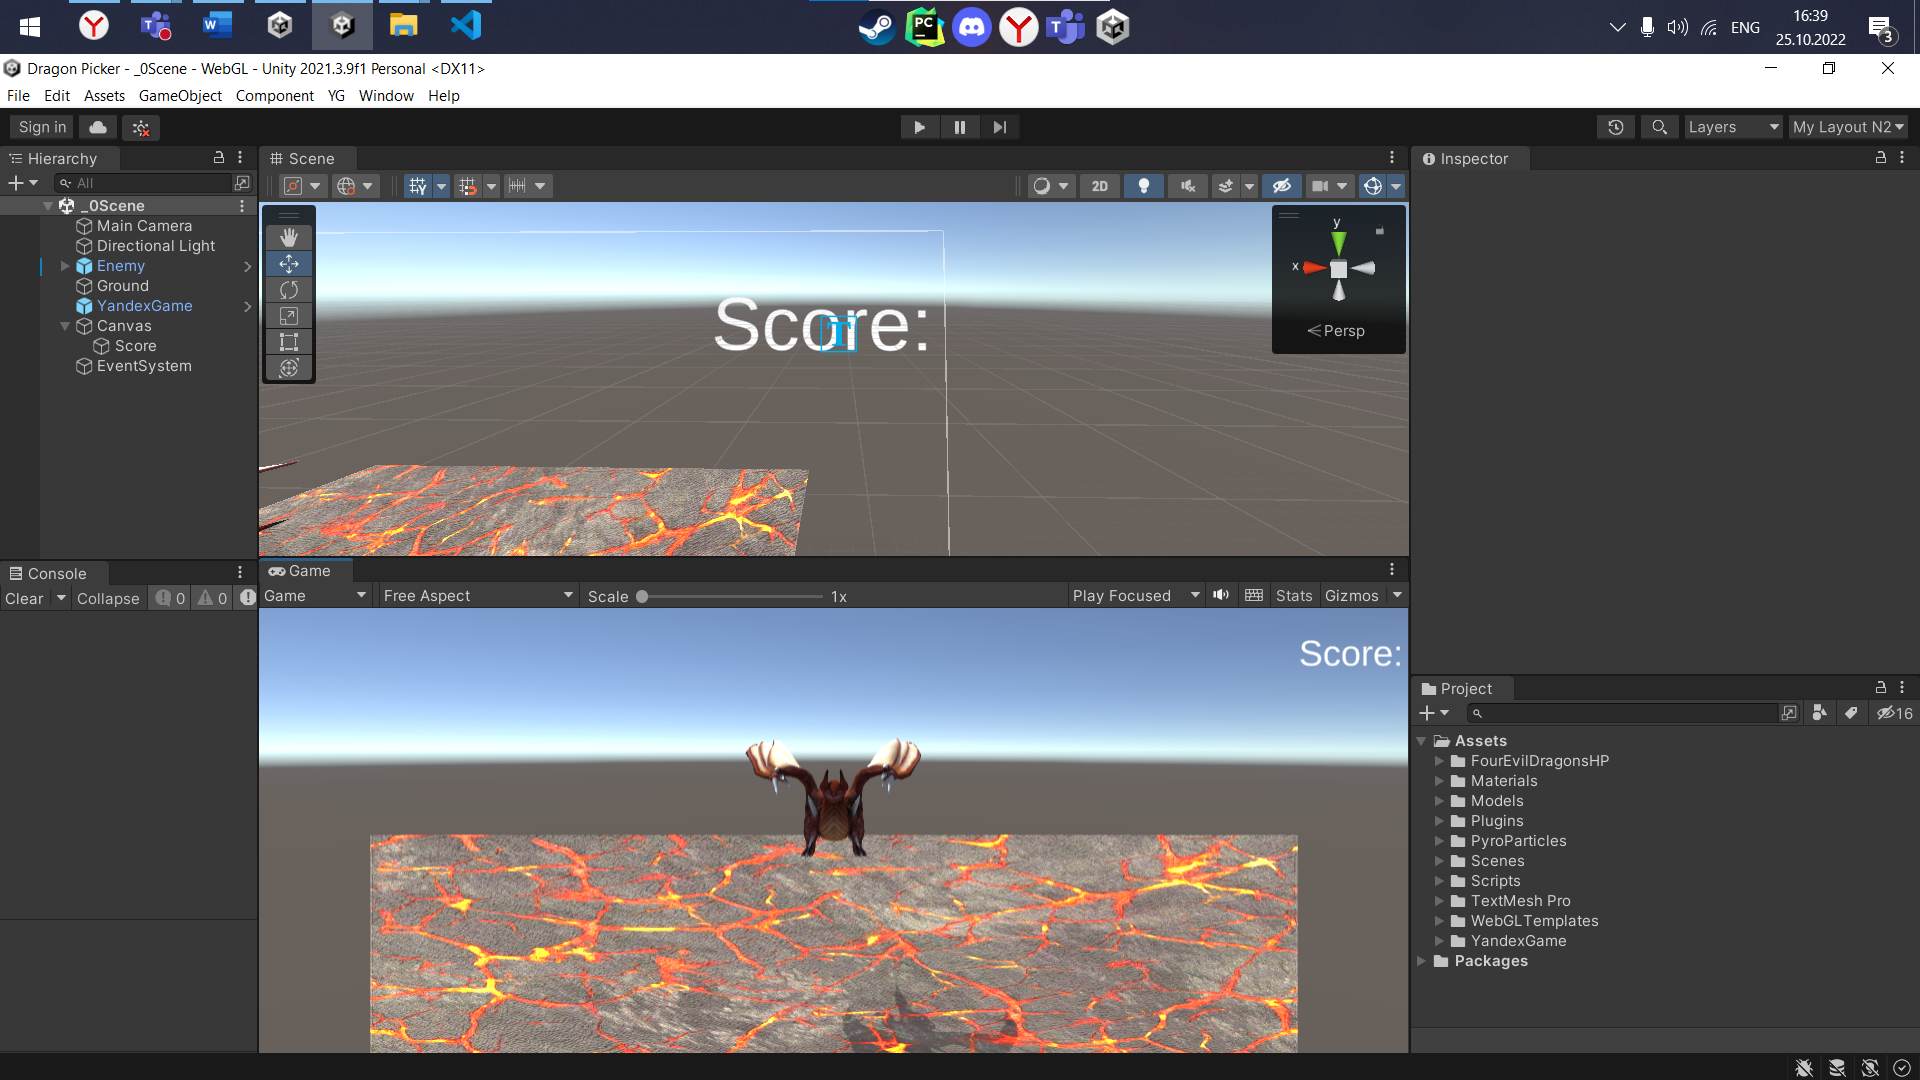 16:39
ENG
25.10.2022
3
Dragon Picker - _0Scene - WebGL - Unity 2021.3.9f1 Personal <DX11>
File Edit Assets GameObject Component YG Window Help
Sign in
Layers
My Layout N2
Hierarchy
All
_0Scene
Main Camera
Directional Light
Enemy
Ground
YandexGame
Canvas
Score
EventSystem
Scene
2D
Score:
y
x
Persp
Inspector
Console
Clear Collapse 0 0
Game
Game Free Aspect Scale 1x Play Focused Stats Gizmos
Score:
Project
16
Assets
FourEvilDragonsHP
Materials
Models
Plugins
PyroParticles
Scenes
Scripts
TextMesh Pro
WebGLTemplates
YandexGame
Packages